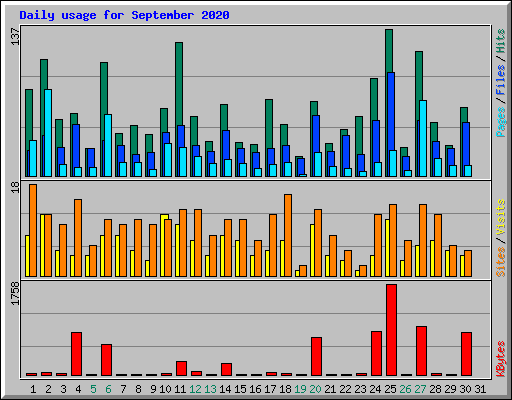 Daily usage for September 2020
137
Pages / Files / Hits
18
Sites / Visits
1758
KBytes
1 2 3 4 5 6 7 8 9 10 11 12 13 14 15 16 17 18 19 20 21 22 23 24 25 26 27 28 29 30 31